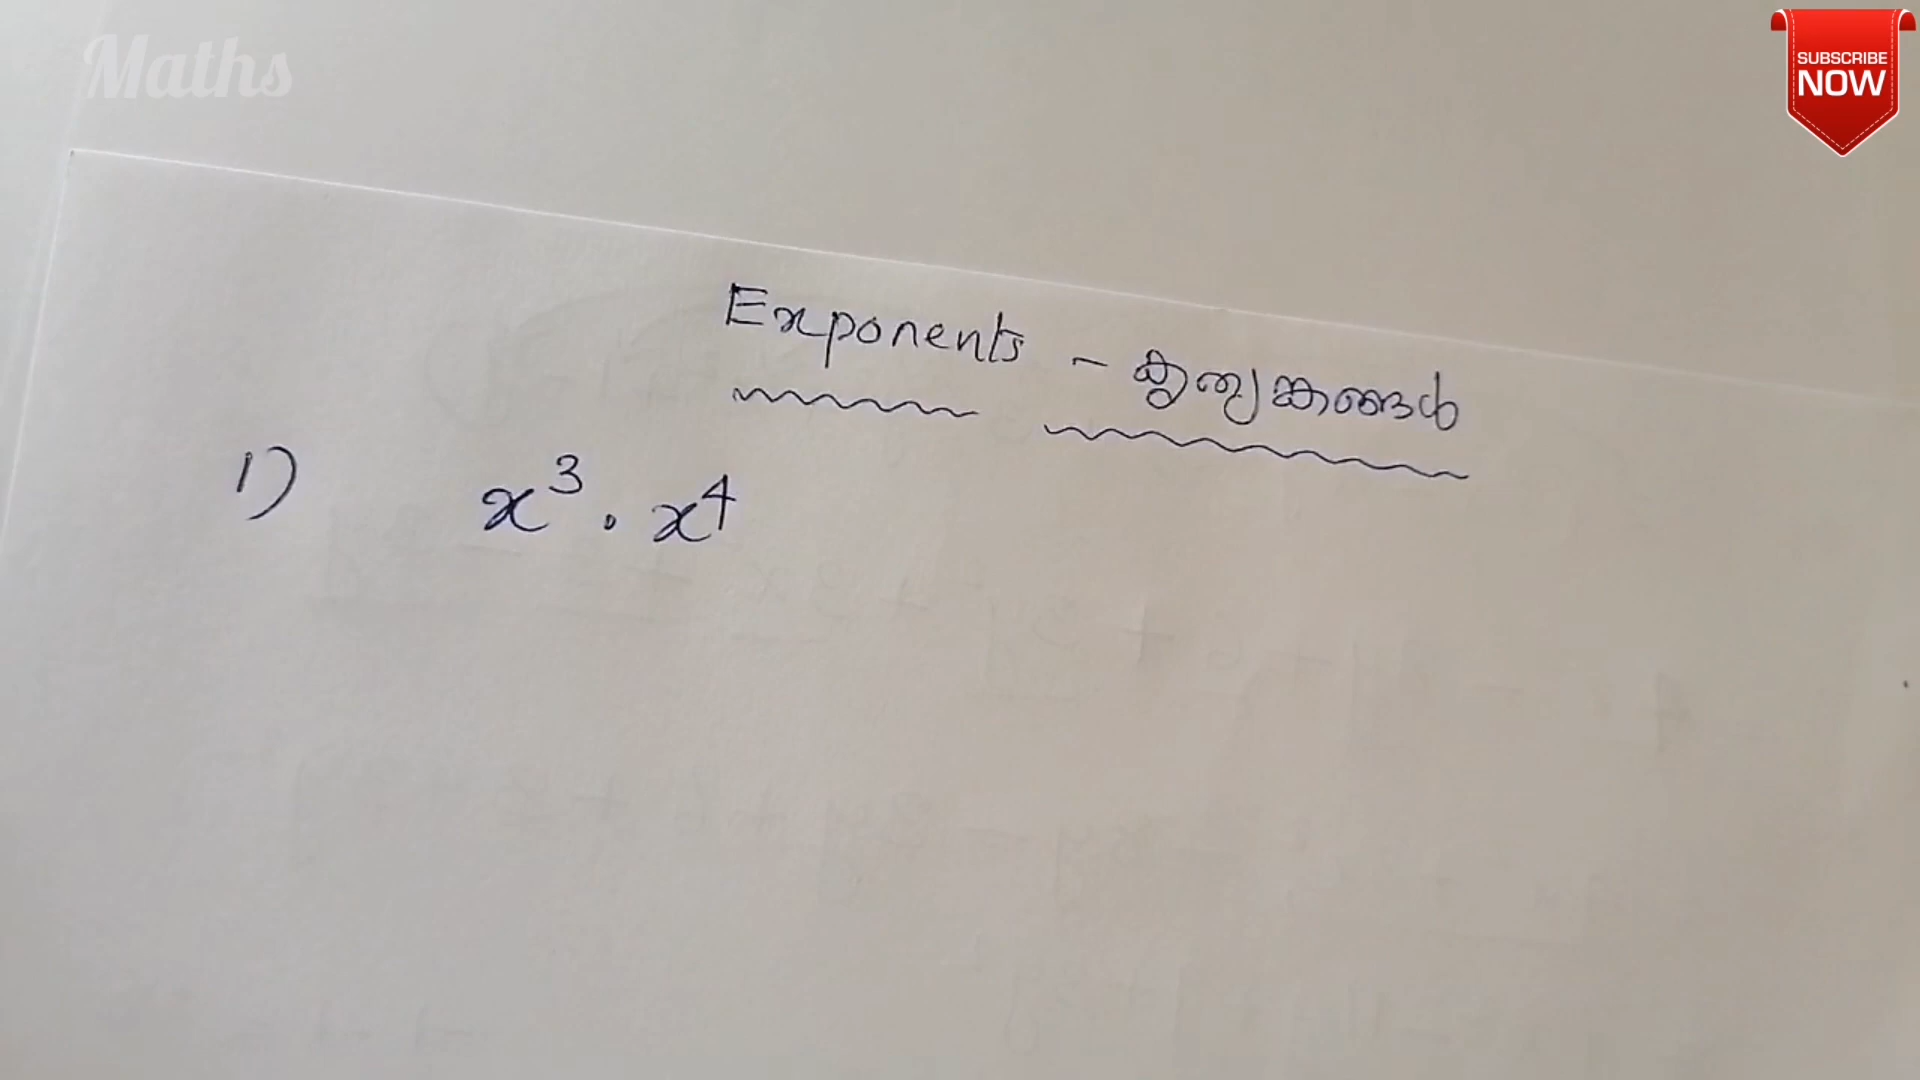 Maths
SUBSCRIBE
NOW
Exponents - കൃത്യങ്കങ്ങൾ
1) x³ . x⁴